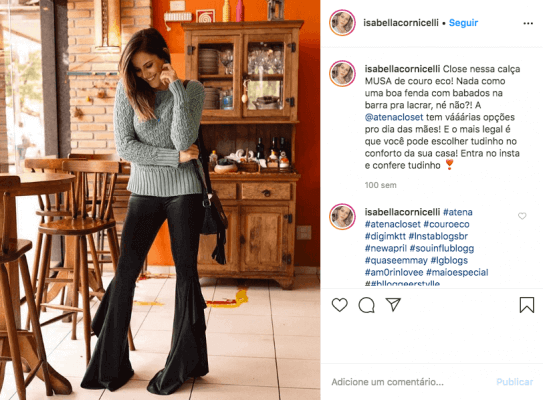 isabellacornicelli • Seguir
isabellacornicelli Close nessa calça
MUSA de couro eco! Nada como
uma boa fenda com babados na
barra pra lacrar, né não?! A
@atenacloset tem váááárias opções
pro dia das mães! E o mais legal é
que você pode escolher tudinho no
conforto da sua casa! Entra no insta
e confere tudinho ❣️
100 sem
isabellacornicelli #atena
#atenacloset #couroeco
#digimktt #Instablogsbr
#newapril #souinflublogg
#quaseemmay #lgblogs
#am0rinlovee #maioespecial
##blloggeerstylle
Adicione um comentário...
Publicar